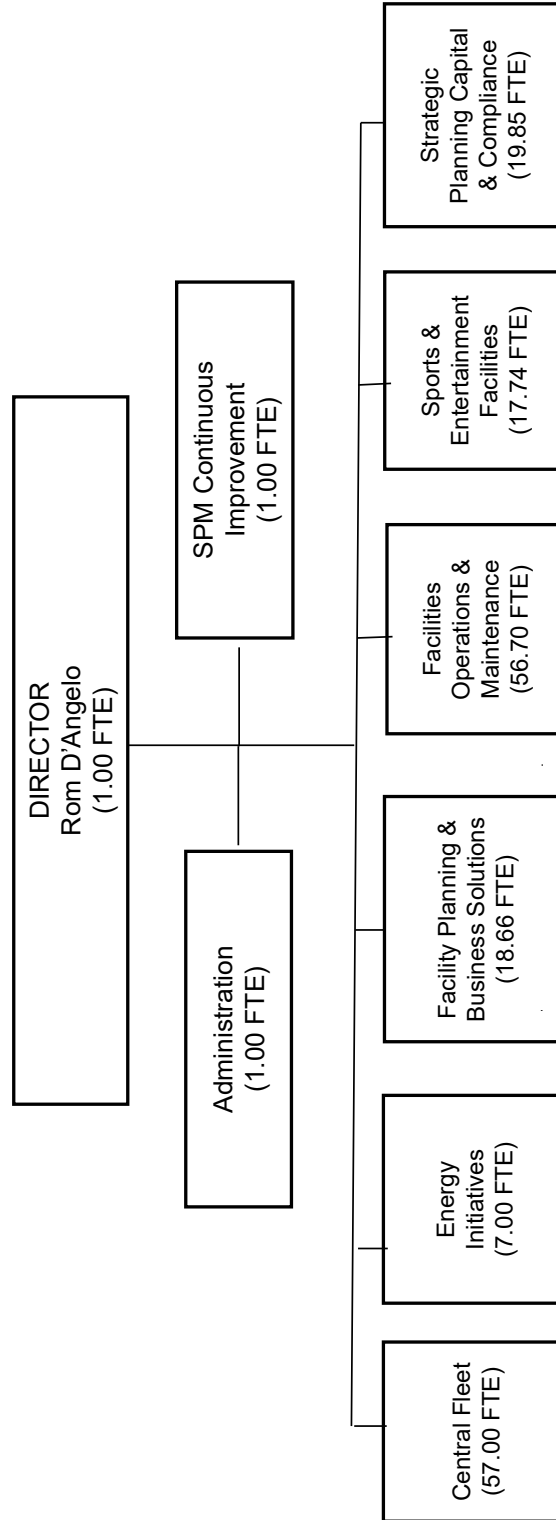 DIRECTOR
Rom D'Angelo
(1.00 FTE)
Administration
(1.00 FTE)
SPM Continuous
Improvement
(1.00 FTE)
Central Fleet
(57.00 FTE)
Energy
Initiatives
(7.00 FTE)
Facility Planning &
Business Solutions
(18.66 FTE)
Facilities
Operations &
Maintenance
(56.70 FTE)
Sports &
Entertainment
Facilities
(17.74 FTE)
Strategic
Planning Capital
& Compliance
(19.85 FTE)